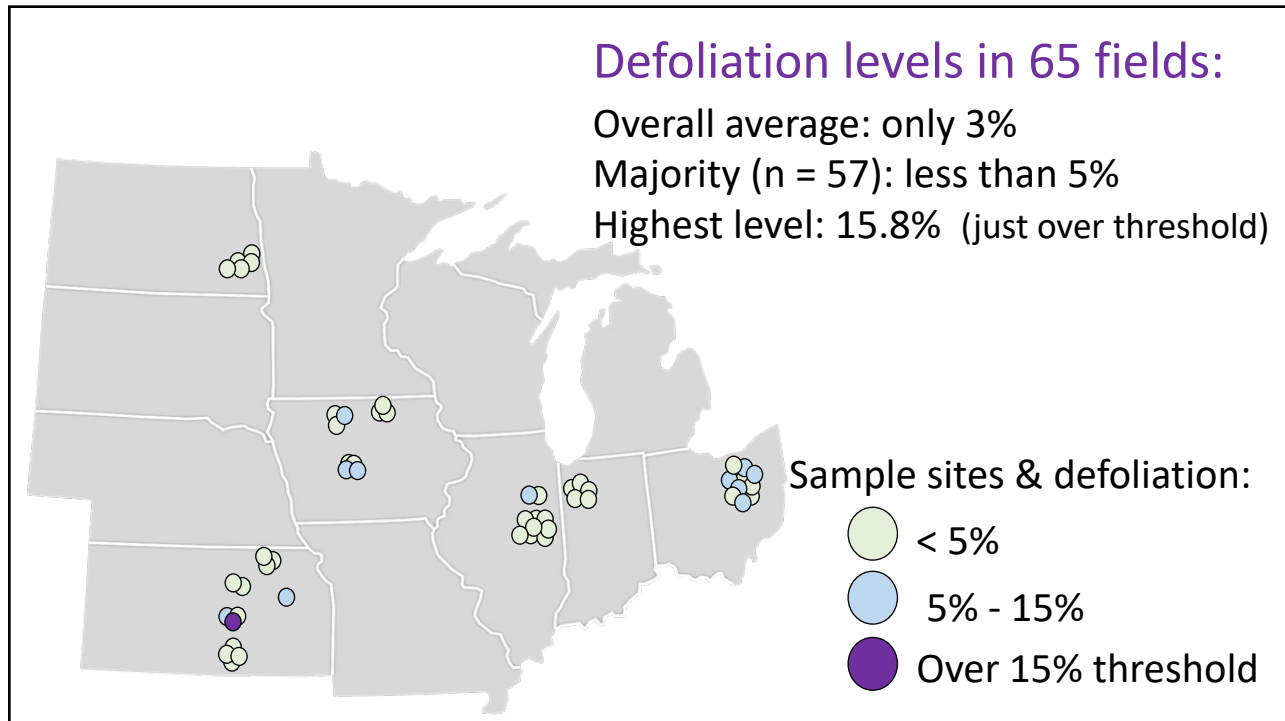 Defoliation levels in 65 fields:
Overall average: only 3%
Majority (n = 57): less than 5%
Highest level: 15.8% (just over threshold)
Sample sites & defoliation:
< 5%
5% - 15%
Over 15% threshold